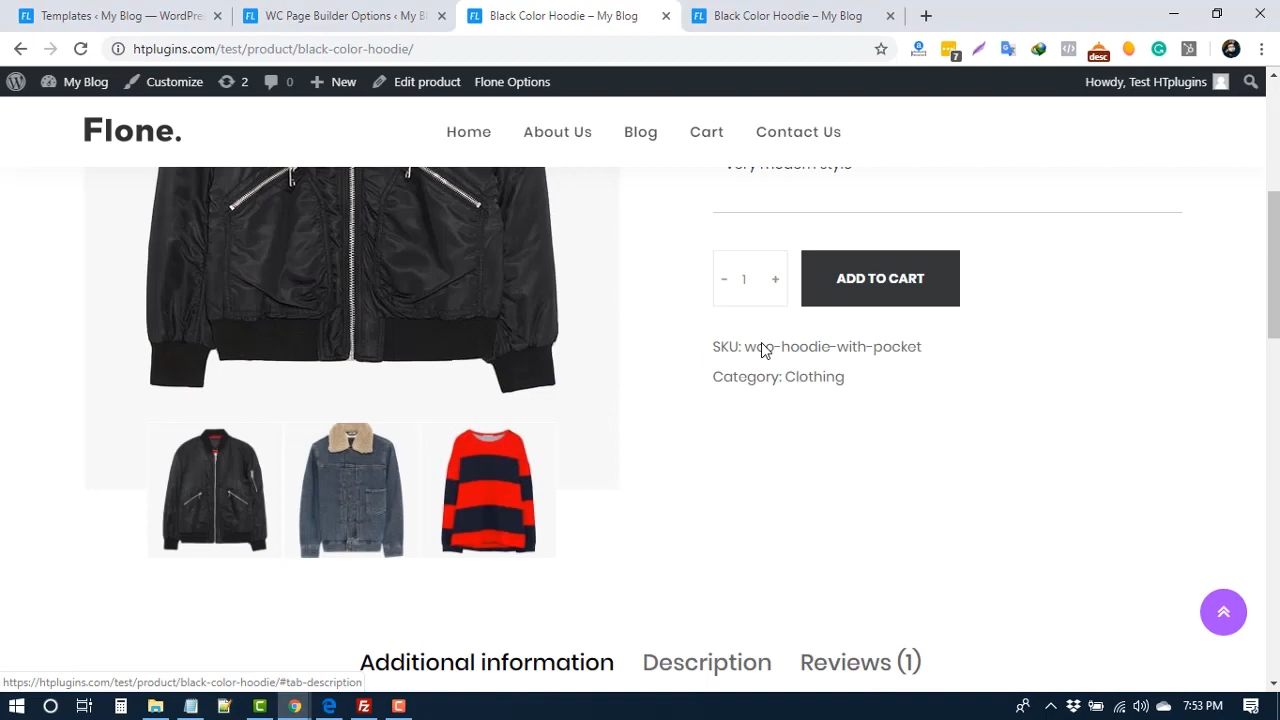 Templates ‹ My Blog — WordPre
WC Page Builder Options ‹ My B
Black Color Hoodie – My Blog
Black Color Hoodie – My Blog
htplugins.com/test/product/black-color-hoodie/
7
desc
My Blog
Customize
2
0
New
Edit product
Flone Options
Howdy, Test HTplugins
Flone.
Home
About Us
Blog
Cart
Contact Us
Very modern style
- 1 +
ADD TO CART
SKU: woo-hoodie-with-pocket
Category: Clothing
Additional information
Description
Reviews (1)
https://htplugins.com/test/product/black-color-hoodie/#tab-description
7:53 PM